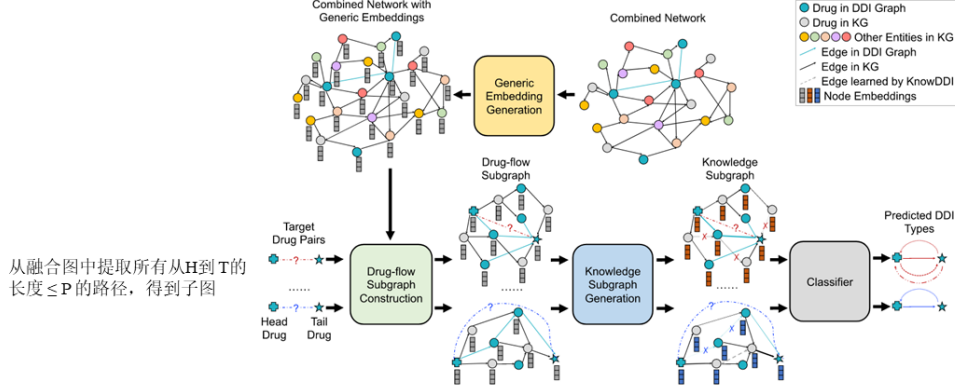 Combined Network with
Generic Embeddings
Combined Network
Drug in DDI Graph
Drug in KG
Other Entities in KG
Edge in DDI Graph
Edge in KG
Edge learned by KnowDDI
Node Embeddings
Generic
Embedding
Generation
Drug-flow
Subgraph
Knowledge
Subgraph
Target
Drug Pairs
Predicted DDI
Types
?
?
?
X
X
X
从融合图中提取所有从H到 T的
长度 ≤ P 的路径，得到子图
Drug-flow
Subgraph
Construction
Knowledge
Subgraph
Generation
Classifier
......
......
......
......
?
?
?
X
X
Head
Drug
Tail
Drug